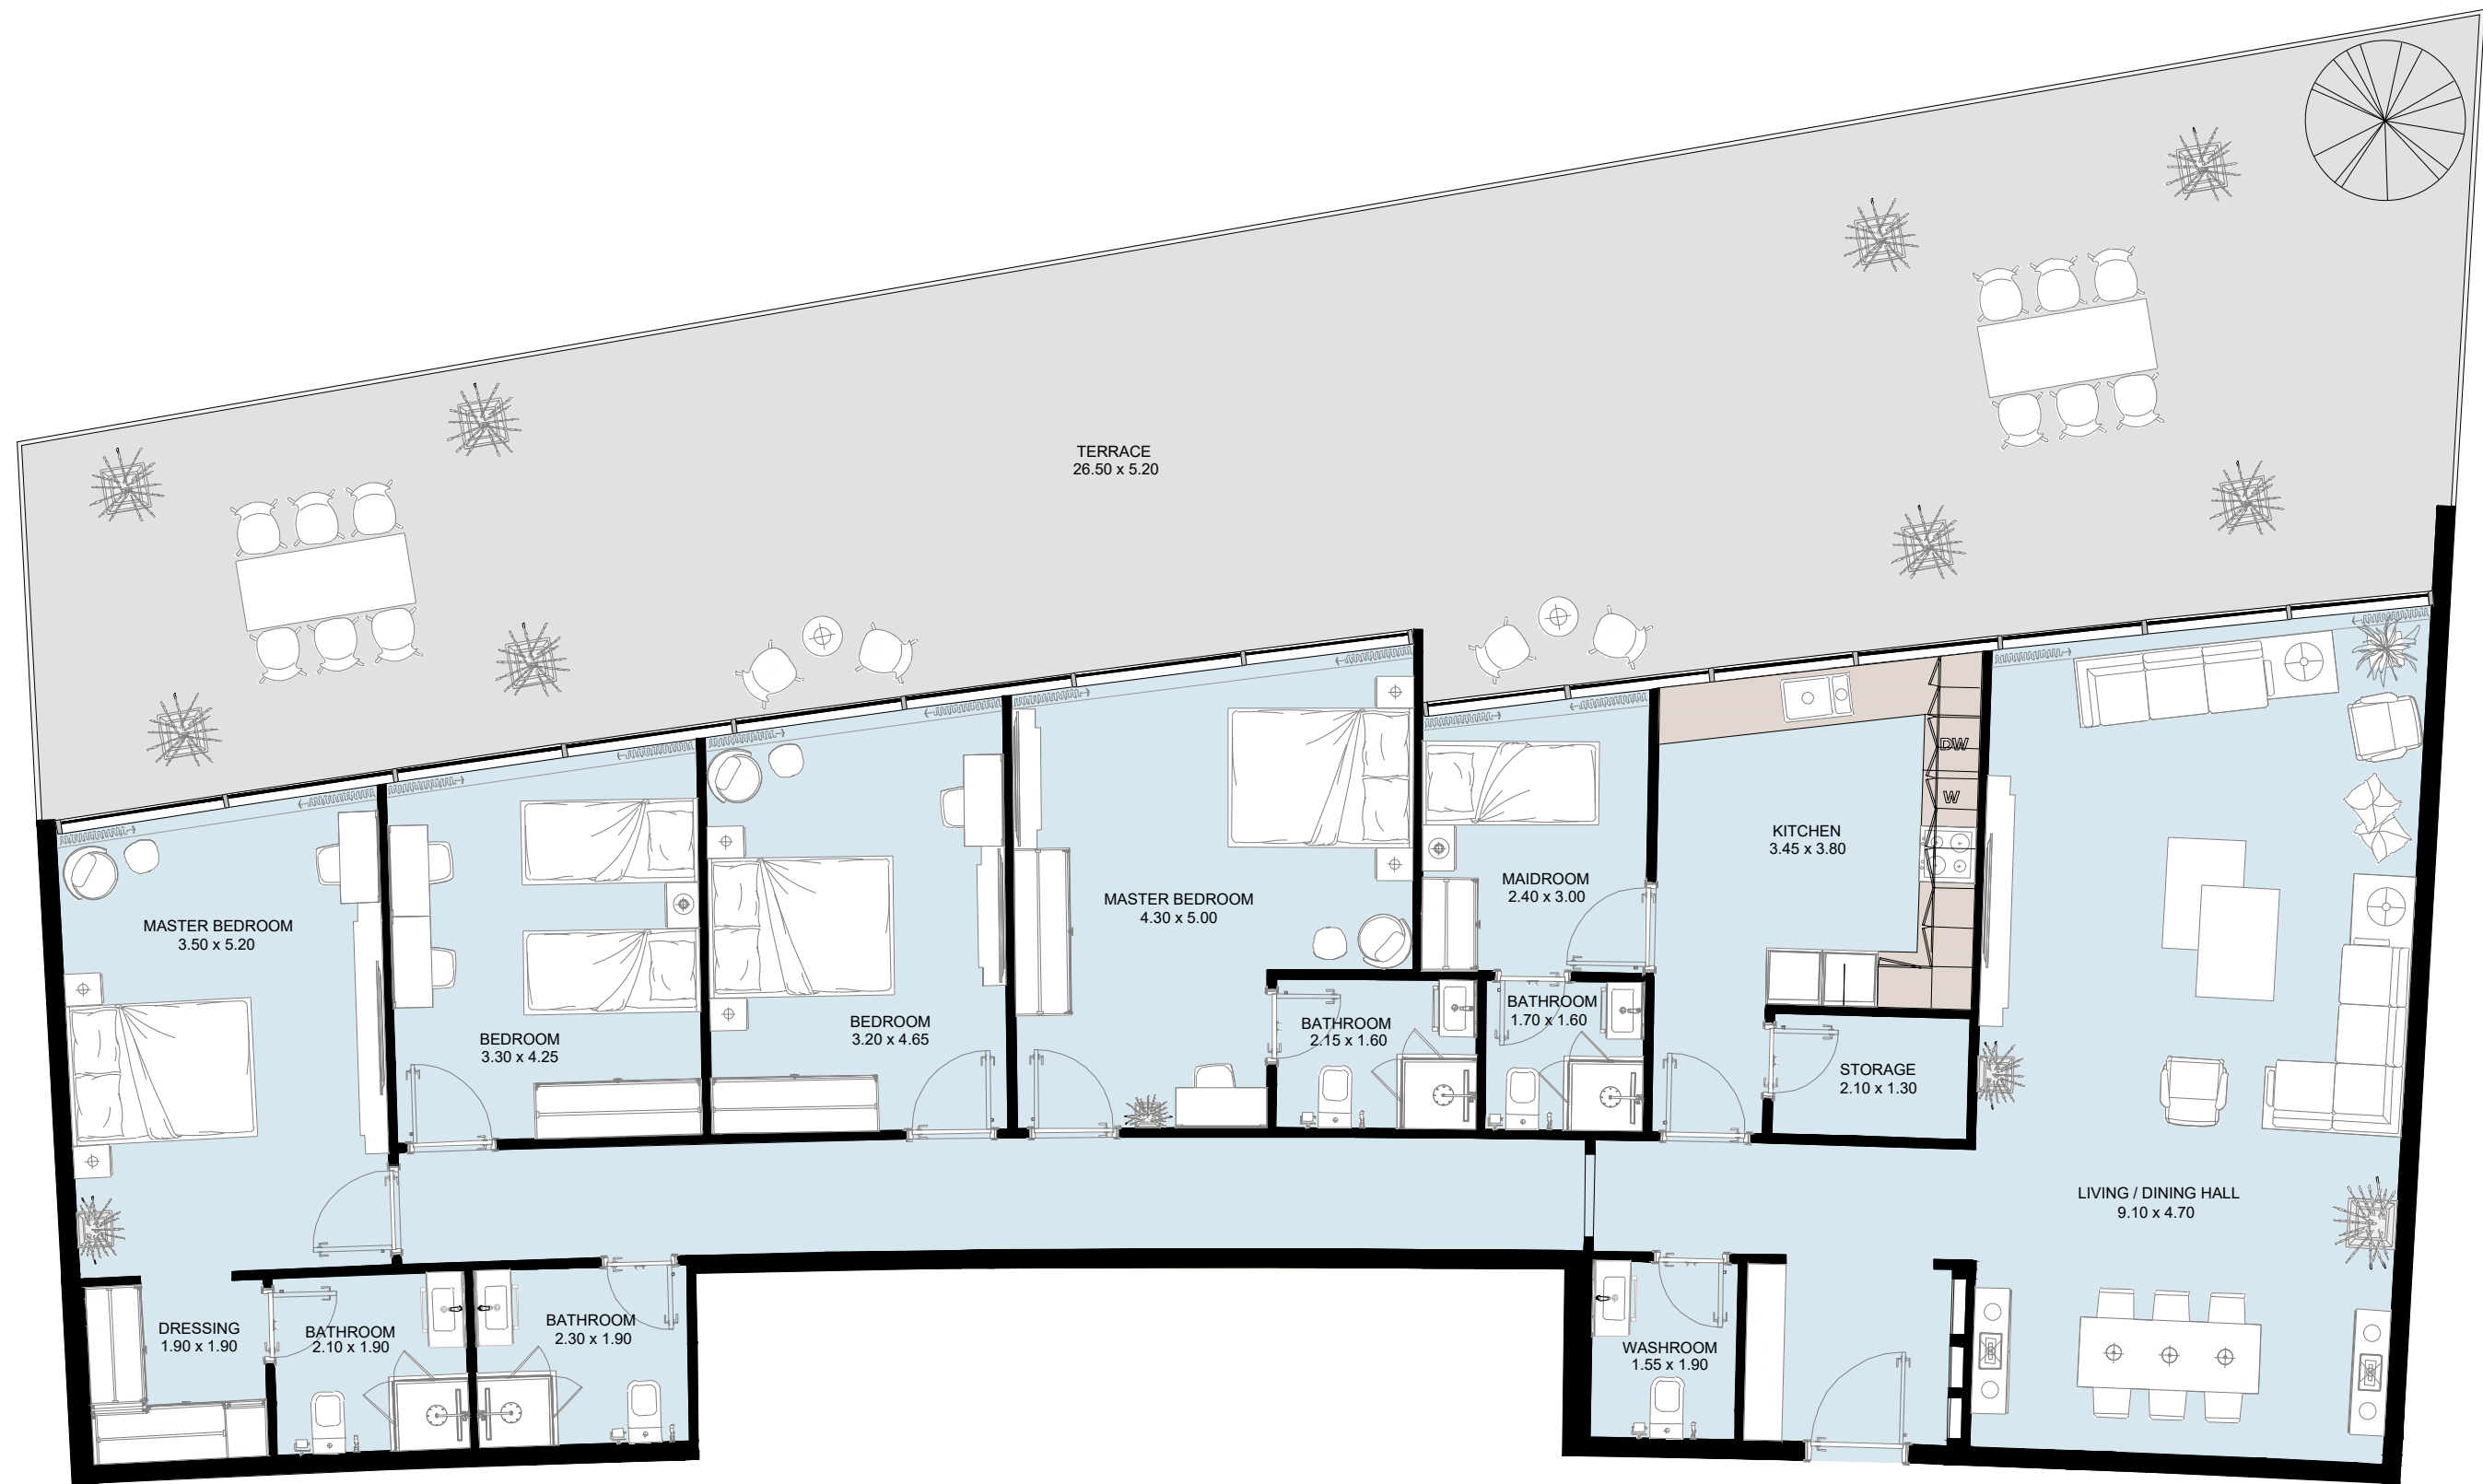 TERRACE
26.50 x 5.20
MASTER BEDROOM
3.50 x 5.20
BEDROOM
3.30 x 4.25
BEDROOM
3.20 x 4.65
MASTER BEDROOM
4.30 x 5.00
MAIDROOM
2.40 x 3.00
KITCHEN
3.45 x 3.80
DW
W
BATHROOM
2.15 x 1.60
BATHROOM
1.70 x 1.60
STORAGE
2.10 x 1.30
LIVING / DINING HALL
9.10 x 4.70
DRESSING
1.90 x 1.90
BATHROOM
2.10 x 1.90
BATHROOM
2.30 x 1.90
WASHROOM
1.55 x 1.90